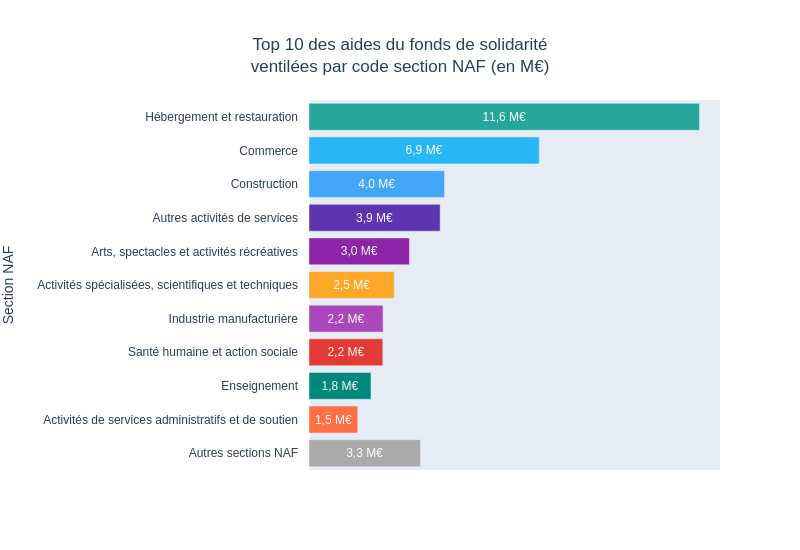 Top 10 des aides du fonds de solidarité
ventilées par code section NAF (en M€)
Section NAF
Hébergement et restauration 11,6 M€
Commerce 6,9 M€
Construction 4,0 M€
Autres activités de services 3,9 M€
Arts, spectacles et activités récréatives 3,0 M€
Activités spécialisées, scientifiques et techniques 2,5 M€
Industrie manufacturière 2,2 M€
Santé humaine et action sociale 2,2 M€
Enseignement 1,8 M€
Activités de services administratifs et de soutien 1,5 M€
Autres sections NAF 3,3 M€